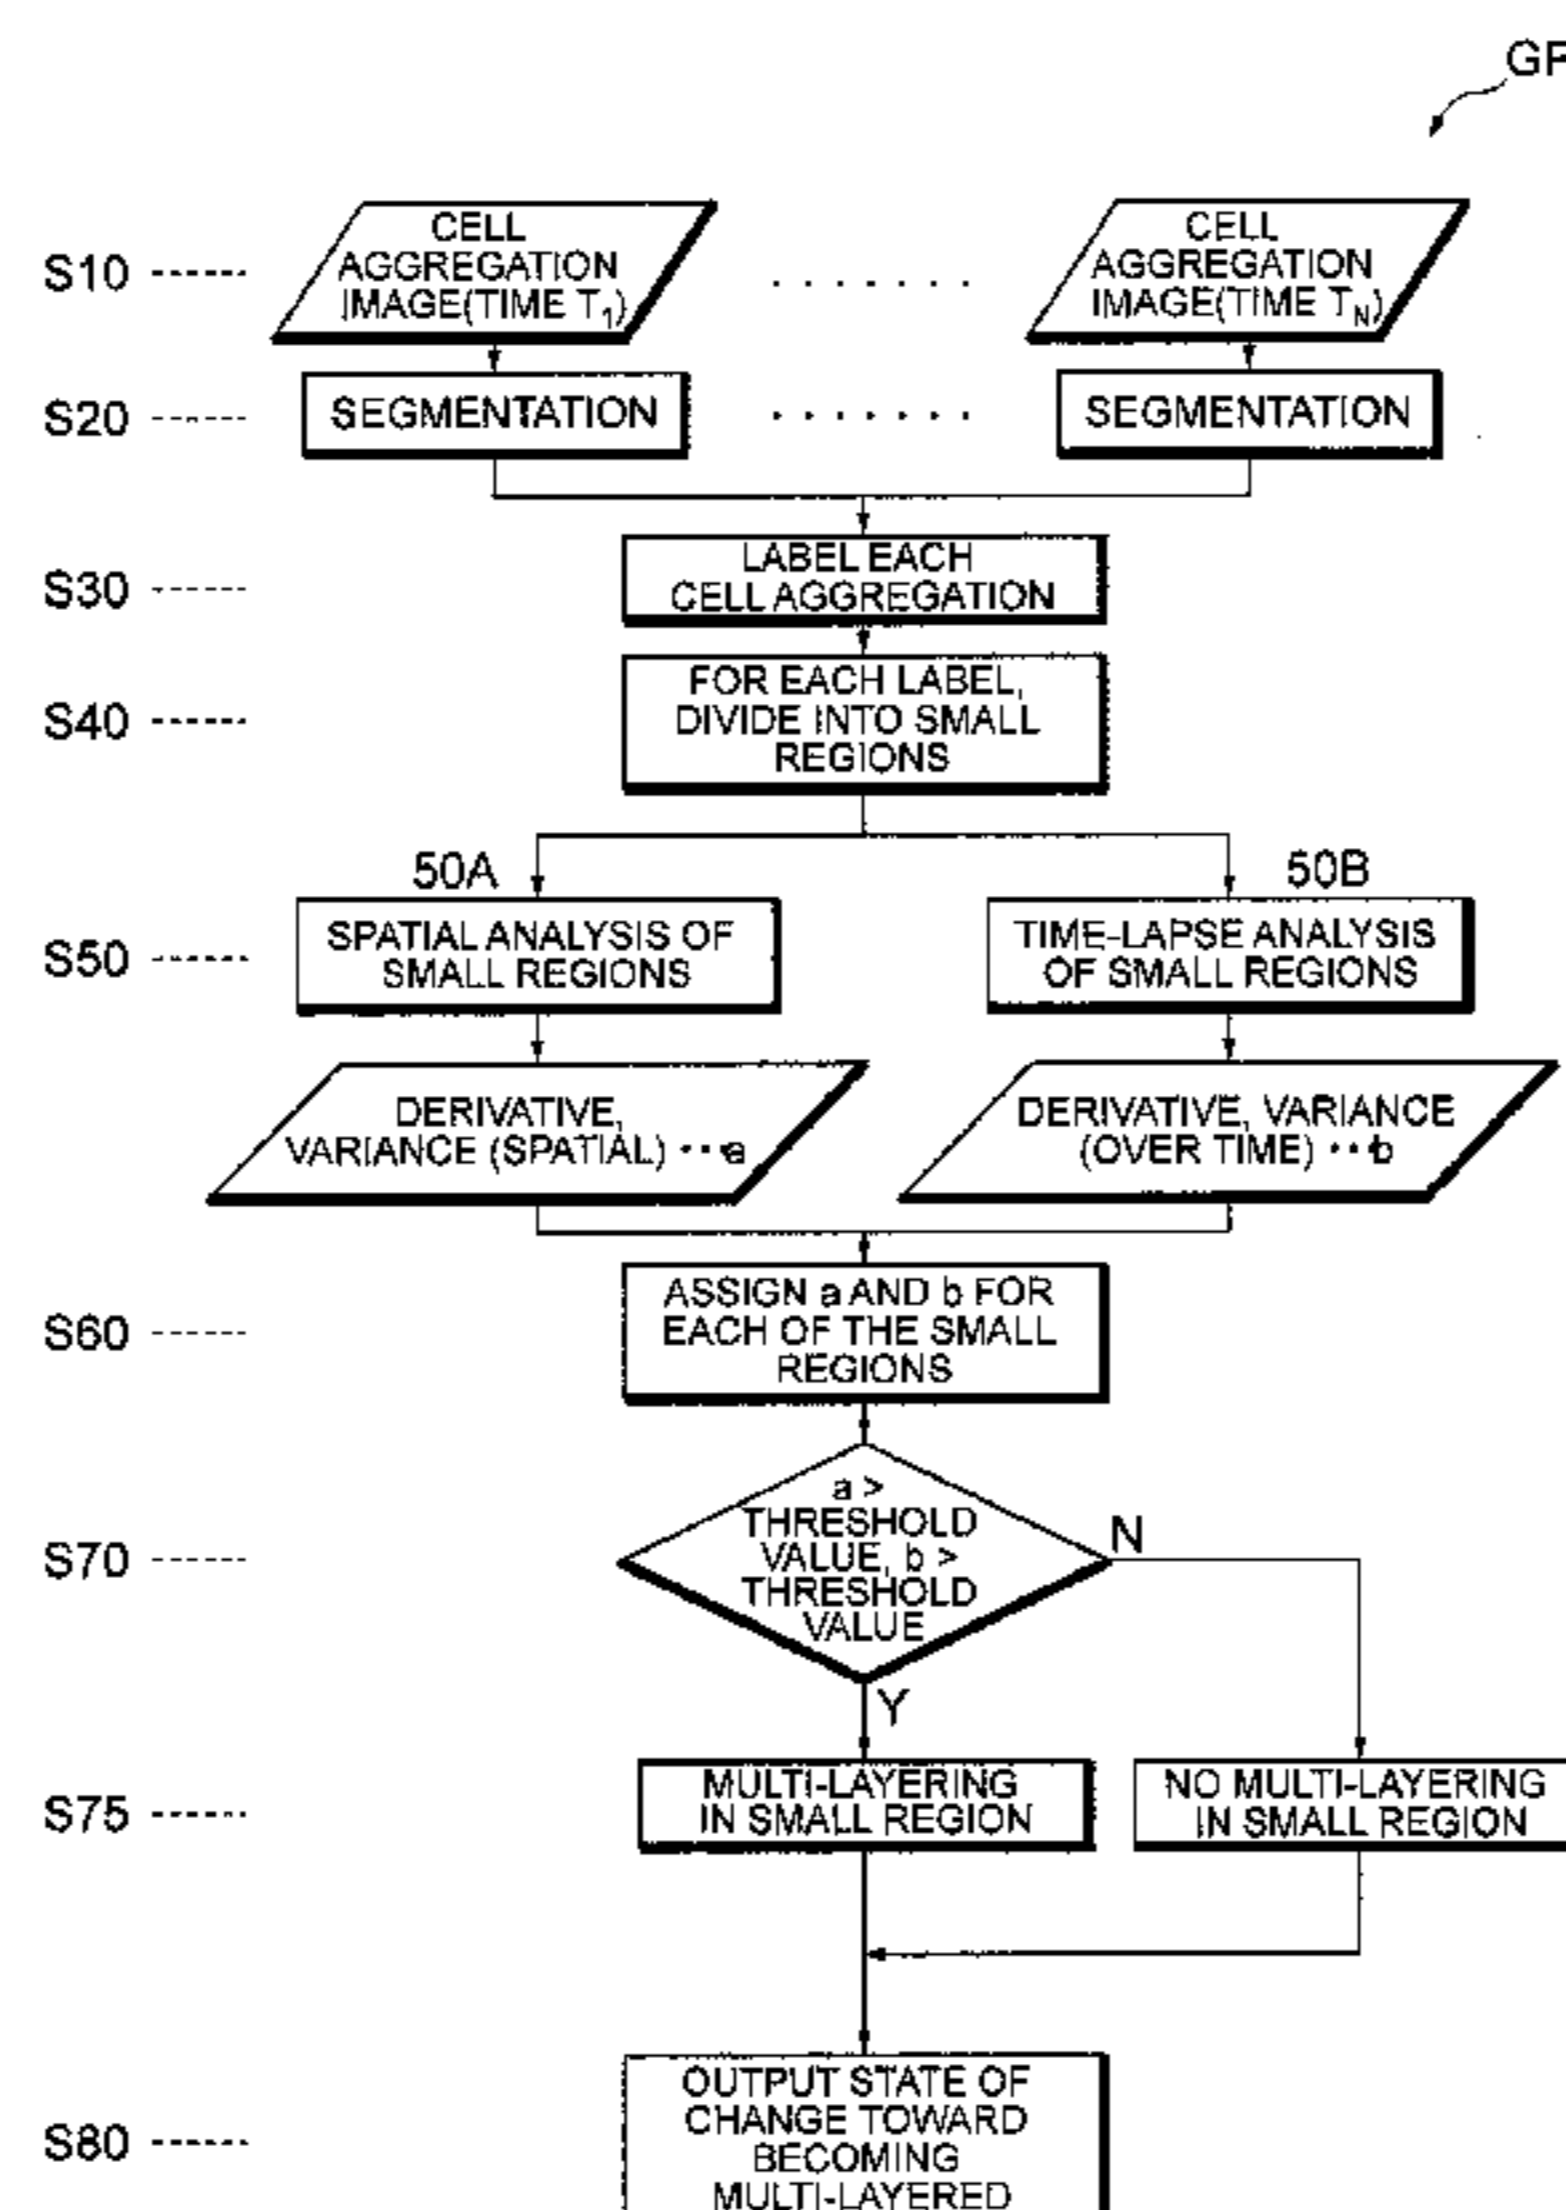 GP
S10
CELL
AGGREGATION
IMAGE(TIME T1)
.......
CELL
AGGREGATION
IMAGE(TIME TN)
S20
SEGMENTATION
.......
SEGMENTATION
S30
LABEL EACH
CELL AGGREGATION
S40
FOR EACH LABEL,
DIVIDE INTO SMALL
REGIONS
50A
50B
S50
SPATIAL ANALYSIS OF
SMALL REGIONS
TIME-LAPSE ANALYSIS
OF SMALL REGIONS
DERIVATIVE,
VARIANCE (SPATIAL) ···a
DERIVATIVE, VARIANCE
(OVER TIME) ···b
S60
ASSIGN a AND b FOR
EACH OF THE SMALL
REGIONS
S70
a >
THRESHOLD
VALUE, b >
THRESHOLD
VALUE
N
Y
S75
MULTI-LAYERING
IN SMALL REGION
NO MULTI-LAYERING
IN SMALL REGION
S80
OUTPUT STATE OF
CHANGE TOWARD
BECOMING
MULTI-LAYERED